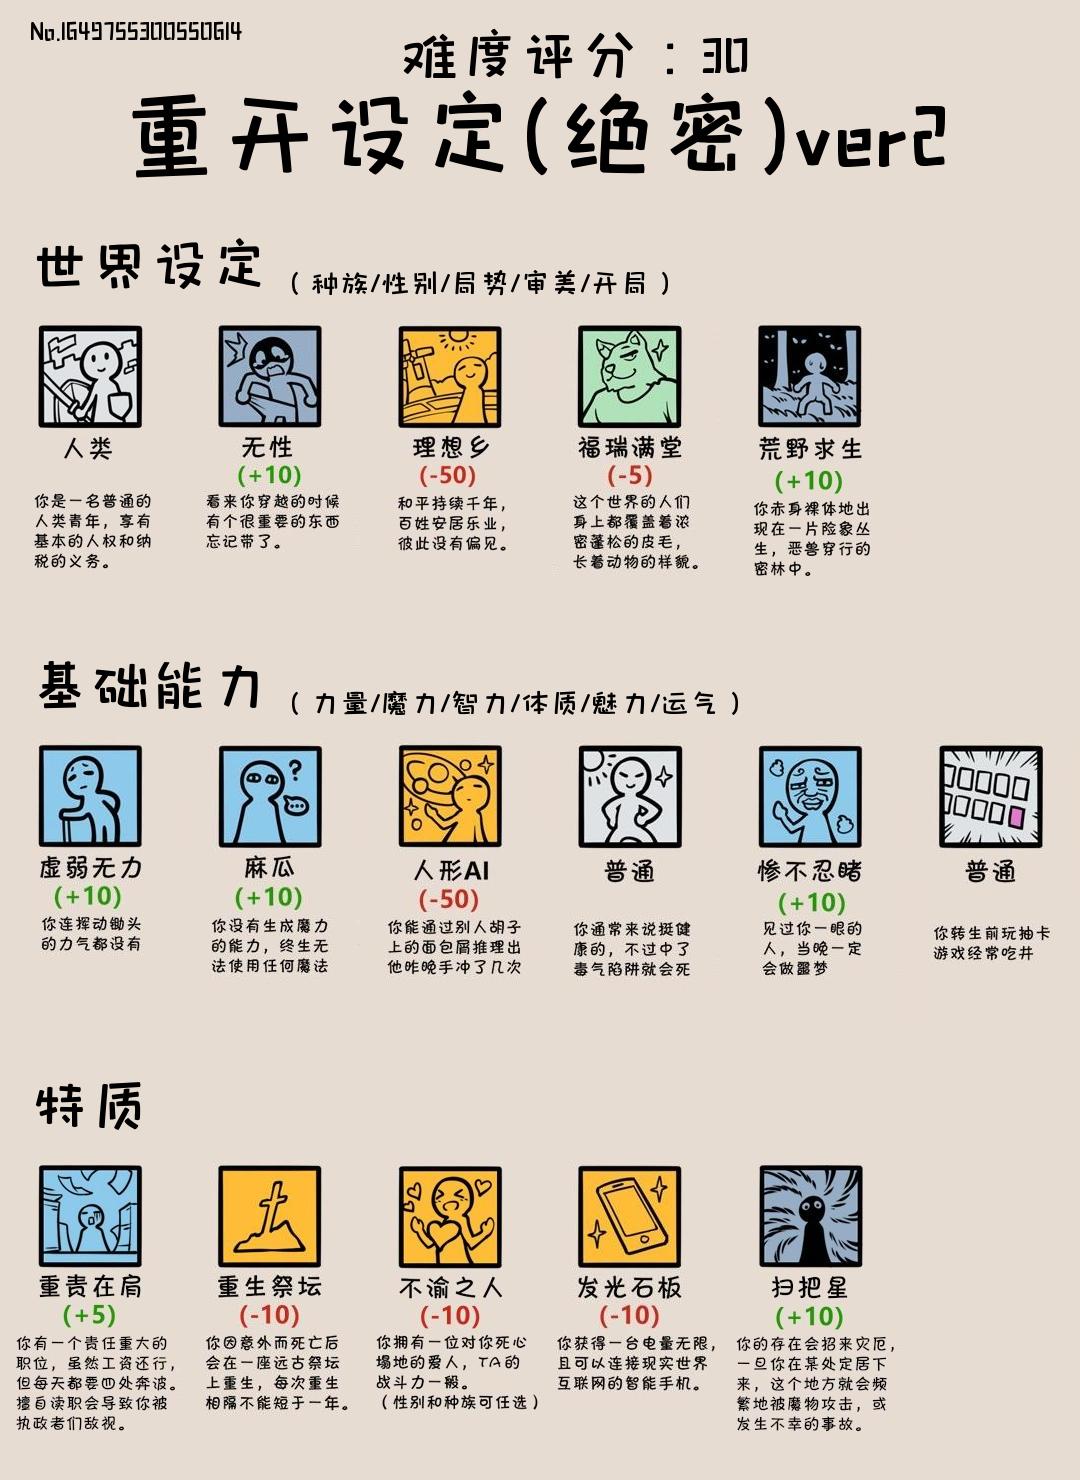 No.1649755300550614
难度评分：30
重开设定(绝密)ver2
世界设定（种族/性别/局势/审美/开局）
人类
你是一名普通的
人类青年，享有
基本的人权和纳
税的义务。
无性
(+10)
看来你穿越的时候
有个很重要的东西
忘记带了。
理想乡
(-50)
和平持续千年，
百姓安居乐业，
彼此没有偏见。
福瑞满堂
(-5)
这个世界的人们
身上都覆盖着浓
密蓬松的皮毛，
长着动物的样貌。
荒野求生
(+10)
你赤身裸体地出
现在一片险象丛
生，恶兽穿行的
密林中。
基础能力（力量/魔力/智力/体质/魅力/运气）
虚弱无力
(+10)
你连挥动锄头
的力气都没有
麻瓜
(+10)
你没有生成魔力
的能力，终生无
法使用任何魔法
人形AI
(-50)
你能通过别人胡子
上的面包屑推理出
他昨晚手冲了几次
普通
你通常来说挺健
康的，不过中了
毒气陷阱就会死
惨不忍睹
(+10)
见过你一眼的
人，当晚一定
会做噩梦
普通
你转生前玩抽卡
游戏经常吃井
特质
重责在肩
(+5)
你有一个责任重大的
职位，虽然工资还行，
但每天都要四处奔波。
擅自渎职会导致你被
执政者们敌视。
重生祭坛
(-10)
你因意外而死亡后
会在一座远古祭坛
上重生，每次重生
相隔不能短于一年。
不渝之人
(-10)
你拥有一位对你死心
塌地的爱人，TA的
战斗力一般。
（性别和种族可任选）
发光石板
(-10)
你获得一台电量无限，
且可以连接现实世界
互联网的智能手机。
扫把星
(+10)
你的存在会招来灾厄，
一旦你在某处定居下
来，这个地方就会频
繁地被魔物攻击，或
发生不幸的事故。